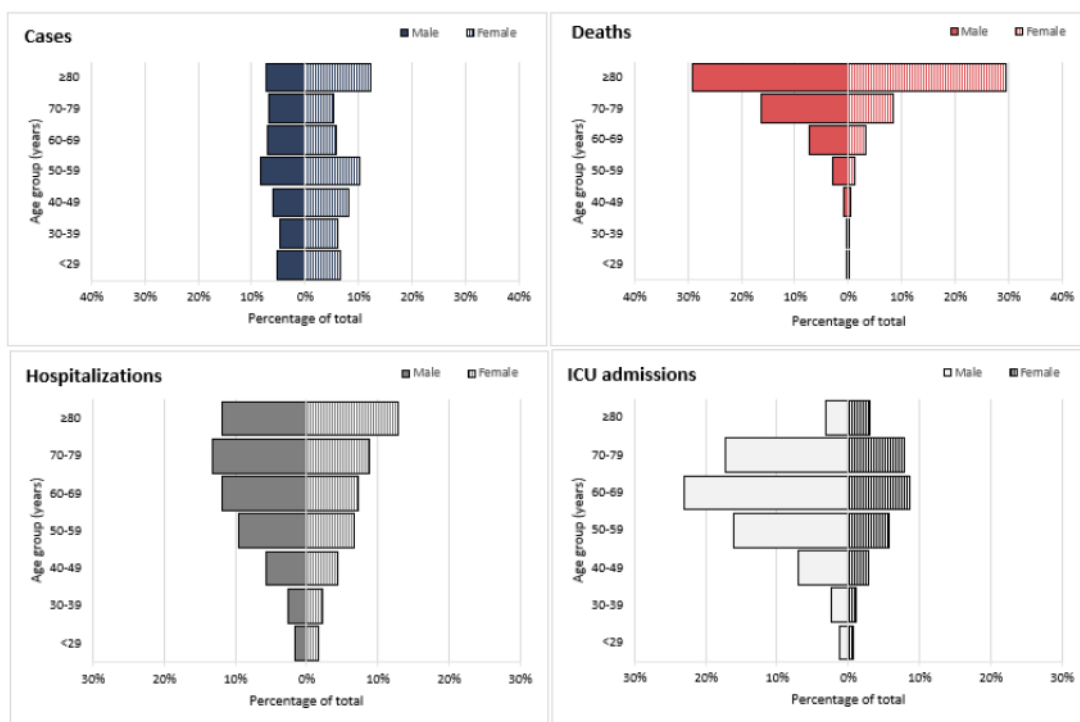 Cases
Male Female
Age group (years)
≥80
70-79
60-69
50-59
40-49
30-39
<29
40% 30% 20% 10% 0% 10% 20% 30% 40%
Percentage of total
Deaths
Male Female
Age group (years)
≥80
70-79
60-69
50-59
40-49
30-39
<29
40% 30% 20% 10% 0% 10% 20% 30% 40%
Percentage of total
Hospitalizations
Male Female
Age group (years)
≥80
70-79
60-69
50-59
40-49
30-39
<29
30% 20% 10% 0% 10% 20% 30%
Percentage of total
ICU admissions
Male Female
Age group (years)
≥80
70-79
60-69
50-59
40-49
30-39
<29
30% 20% 10% 0% 10% 20% 30%
Percentage of total